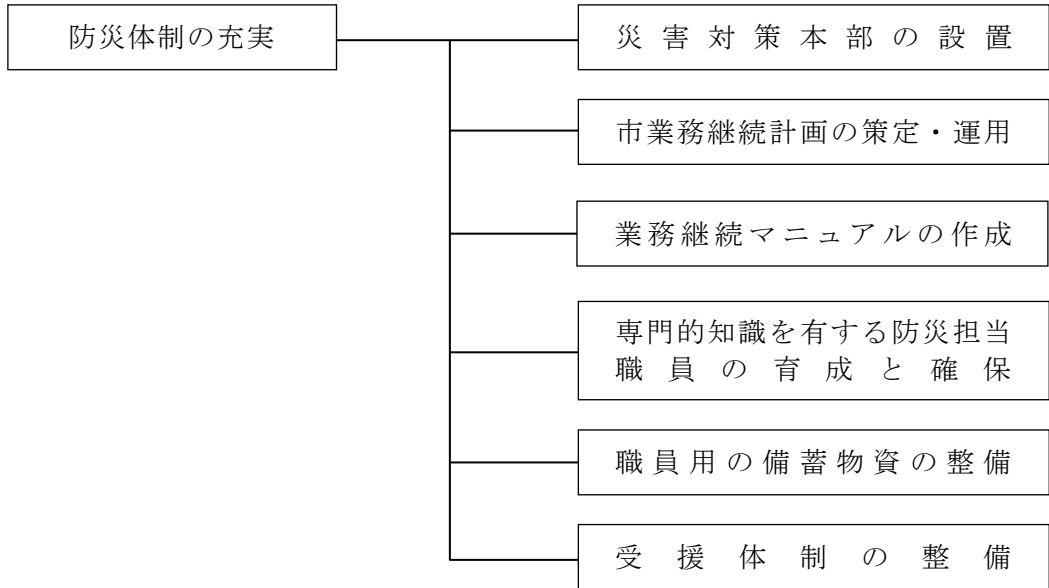 防災体制の充実
災害対策本部の設置
市業務継続計画の策定・運用
業務継続マニュアルの作成
専門的知識を有する防災担当
職員の育成と確保
職員用の備蓄物資の整備
受援体制の整備